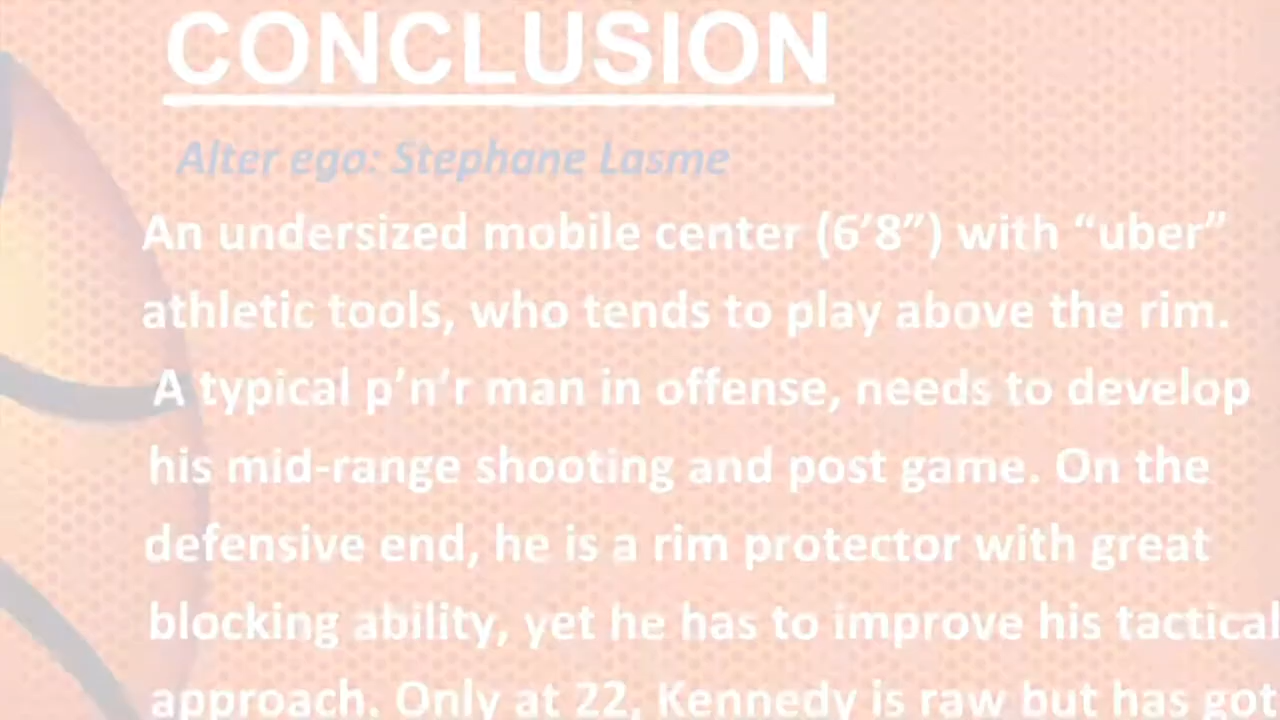 CONCLUSION
Alter ego: Stephane Lasme
An undersized mobile center (6’8”) with “uber”
athletic tools, who tends to play above the rim.
A typical p’n’r man in offense, needs to develop
his mid-range shooting and post game. On the
defensive end, he is a rim protector with great
blocking ability, yet he has to improve his tactical
approach. Only at 22, Kennedy is raw but has got